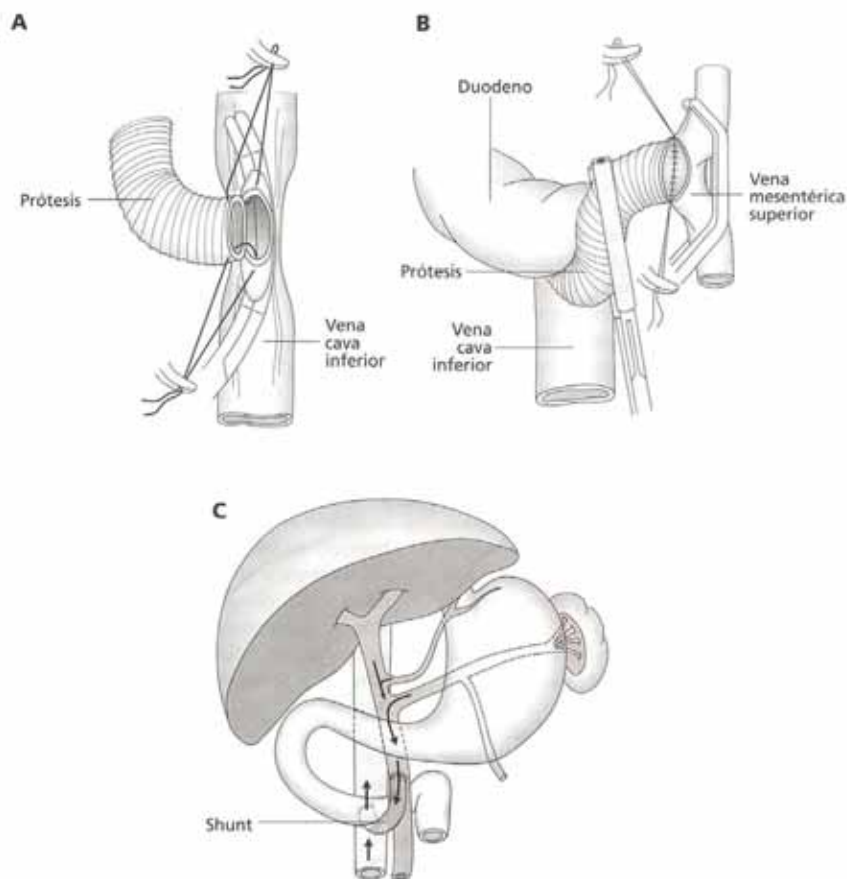 A
Prótesis
Vena
cava
inferior
B
Duodeno
Prótesis
Vena
cava
inferior
Vena
mesentérica
superior
C
Shunt